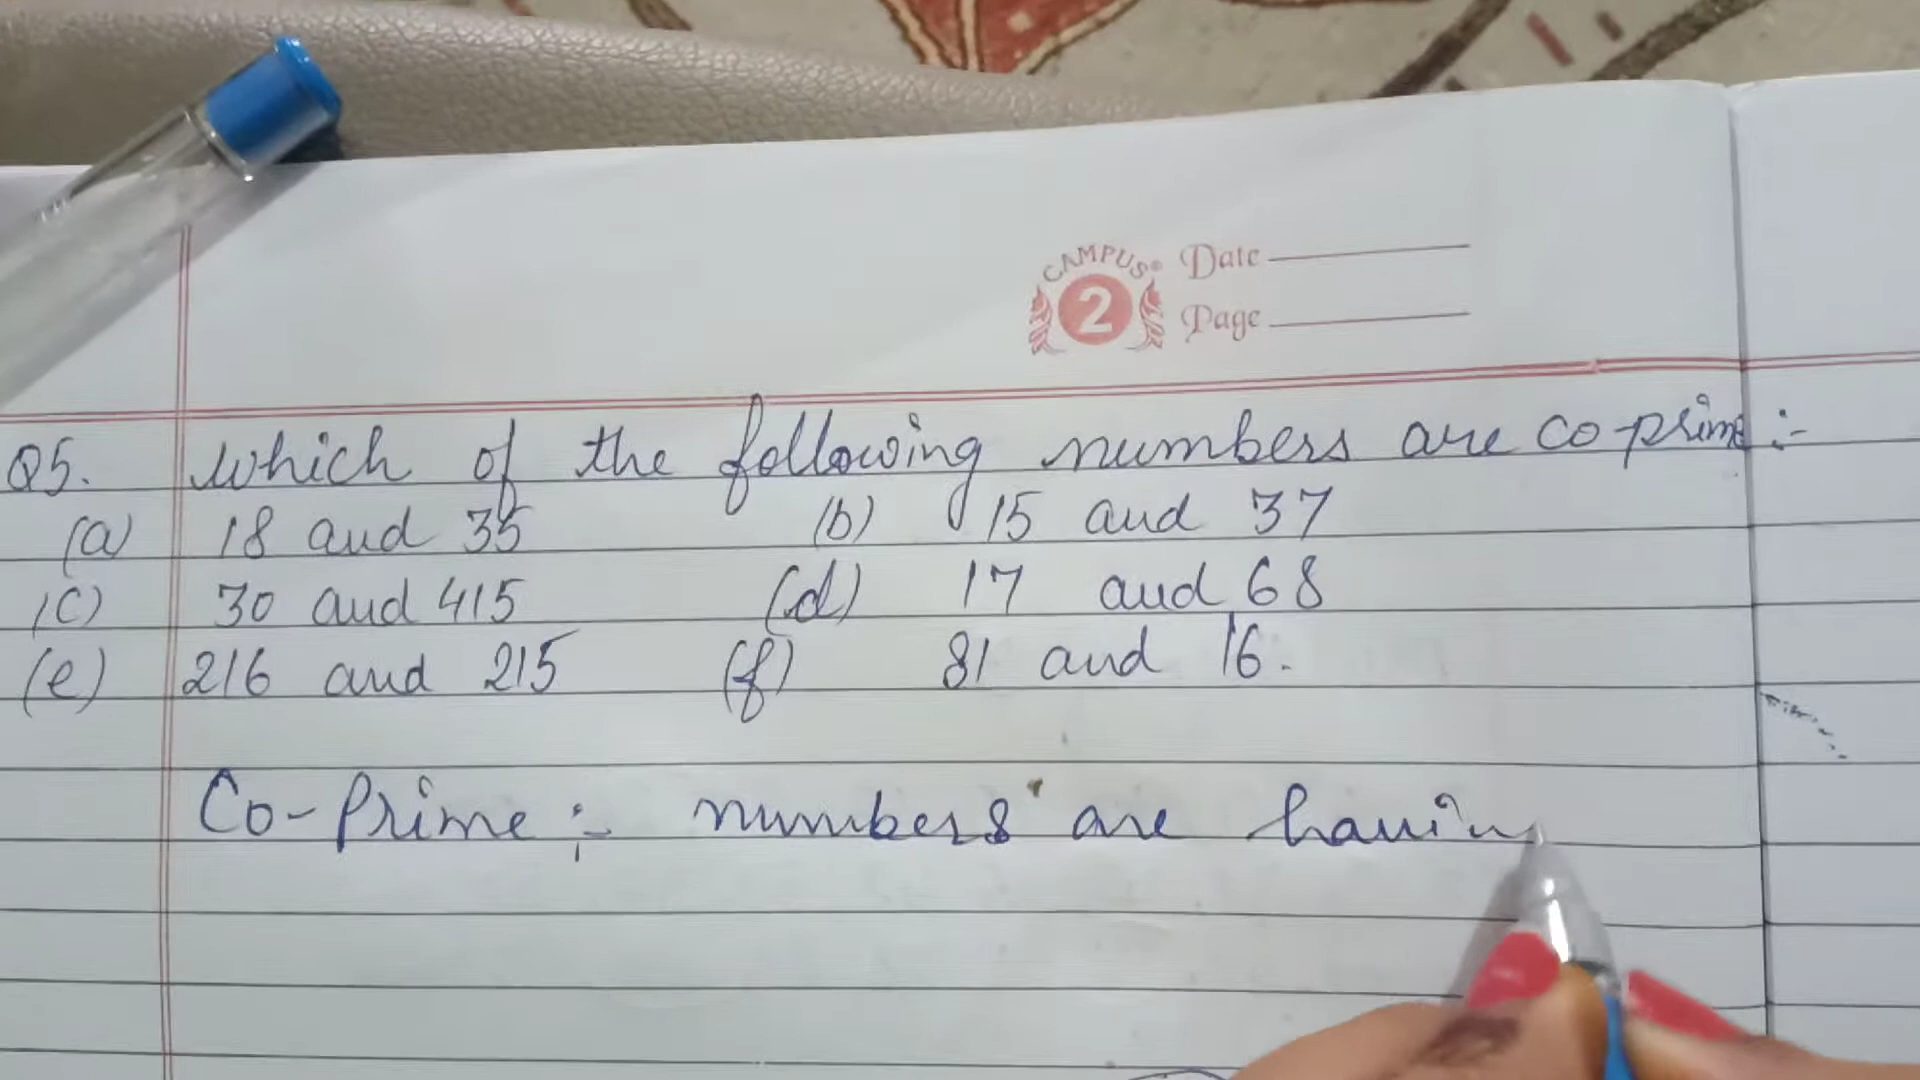 CAMPUS® Date
2 Page
Q5. Which of the following numbers are co-prime :-
(a) 18 and 35 (b) 15 and 37
(c) 30 and 415 (d) 17 and 68
(e) 216 and 215 (f) 81 and 16.
Co-Prime :- numbers are havin